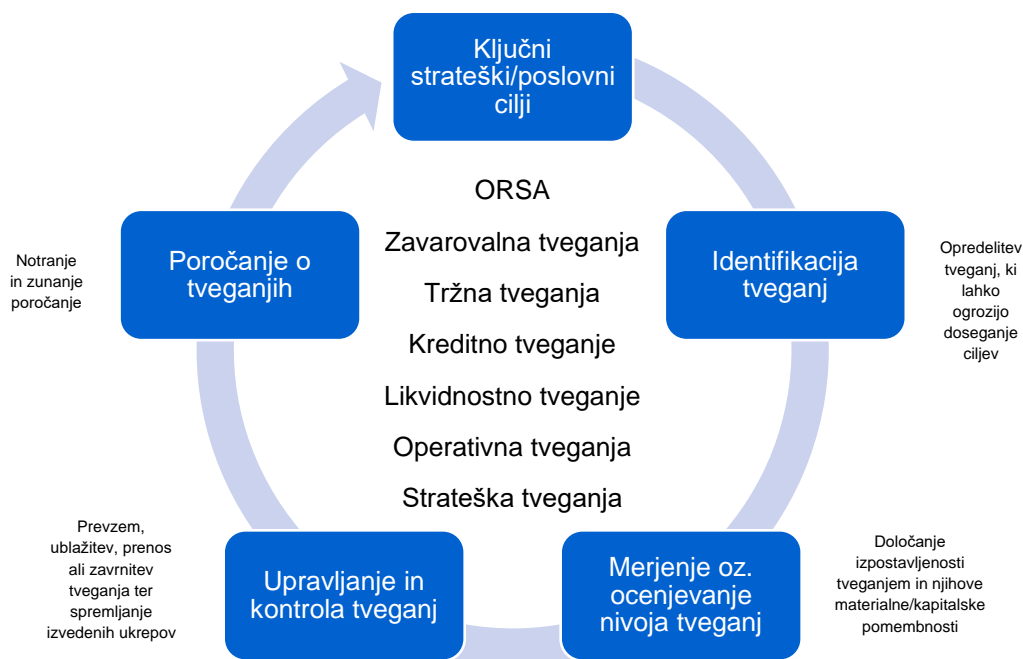 Ključni
strateški/poslovni
cilji
ORSA
Zavarovalna tveganja
Tržna tveganja
Kreditno tveganje
Likvidnostno tveganje
Operativna tveganja
Strateška tveganja
Identifikacija
tveganj
Opredelitev
tveganj, ki
lahko
ogrozijo
doseganje
ciljev
Merjenje oz.
ocenjevanje
nivoja tveganj
Določanje
izpostavljenosti
tveganjem in njihove
materialne/kapitalske
pomembnosti
Upravljanje in
kontrola tveganj
Prevzem,
ublažitev, prenos
ali zavrnitev
tveganja ter
spremljanje
izvedenih ukrepov
Poročanje o
tveganjih
Notranje
in zunanje
poročanje